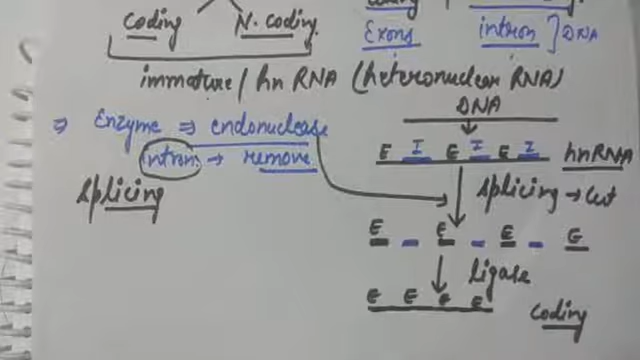 Coding N. coding
Exons intron ] DNA
immature / hn RNA (heteronuclear RNA)
DNA
⇒ Enzyme ⇒ endonuclease
E I E I E I hnRNA
intron → remove
Splicing
Splicing → Cut
E E E E
Ligase
E E E E
Coding